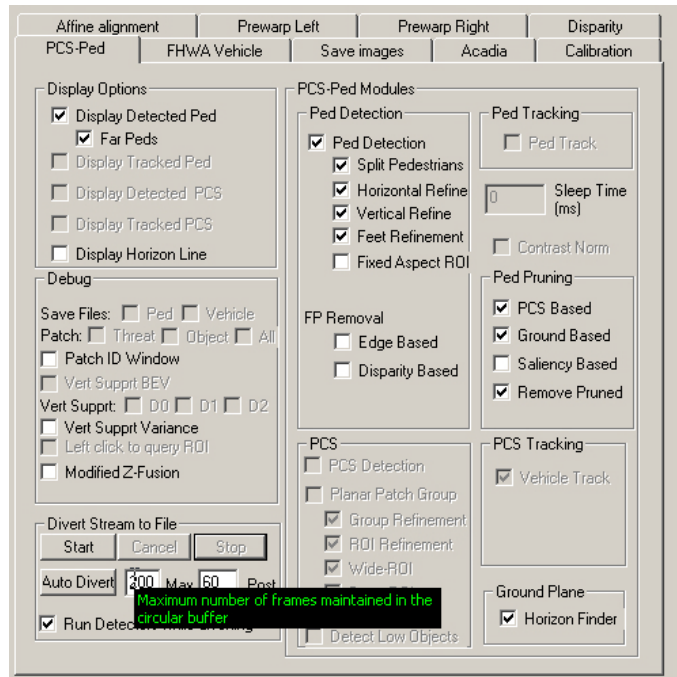 Affine alignment Prewarp Left Prewarp Right Disparity
PCS-Ped FHWA Vehicle Save images Acadia Calibration
Display Options
Display Detected Ped
Far Peds
Display Tracked Ped
Display Detected PCS
Display Tracked PCS
Display Horizon Line
Debug
Save Files: Ped Vehicle
Patch: Threat Object All
Patch ID Window
Vert Supprt BEV
Vert Supprt: D0 D1 D2
Vert Supprt Variance
Left click to query ROI
Modified Z-Fusion
Divert Stream to File
Start Cancel Stop
Auto Divert 200 Max 60 Post
Maximum number of frames maintained in the
circular buffer
Run
PCS-Ped Modules
Ped Detection
Ped Detection
Split Pedestrians
Horizontal Refine
Vertical Refine
Feet Refinement
Fixed Aspect ROI
FP Removal
Edge Based
Disparity Based
PCS
PCS Detection
Planar Patch Group
Group Refinement
ROI Refinement
Wide-ROI
Detect Low Objects
Ped Tracking
Ped Track
0 Sleep Time
(ms)
Contrast Norm
Ped Pruning
PCS Based
Ground Based
Saliency Based
Remove Pruned
PCS Tracking
Vehicle Track
Ground Plane
Horizon Finder